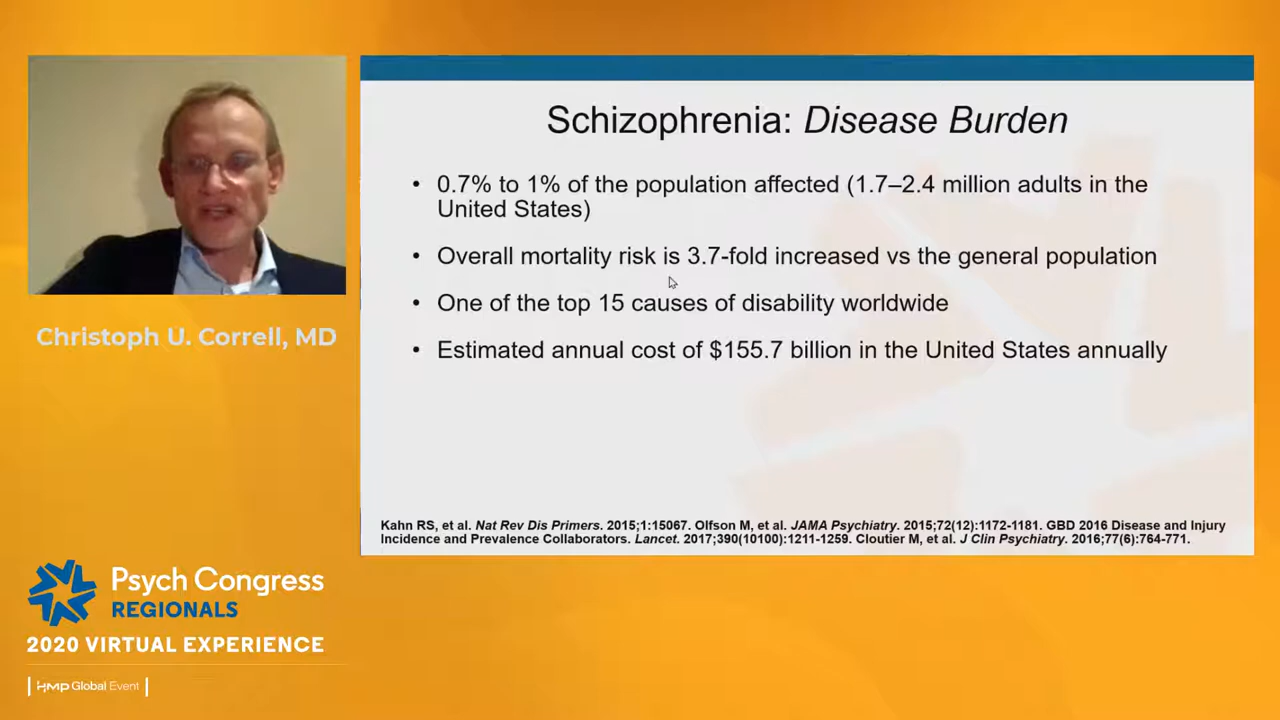 Schizophrenia: Disease Burden
• 0.7% to 1% of the population affected (1.7–2.4 million adults in the
United States)
• Overall mortality risk is 3.7-fold increased vs the general population
• One of the top 15 causes of disability worldwide
• Estimated annual cost of $155.7 billion in the United States annually
Kahn RS, et al. Nat Rev Dis Primers. 2015;1:15067. Olfson M, et al. JAMA Psychiatry. 2015;72(12):1172-1181. GBD 2016 Disease and Injury
Incidence and Prevalence Collaborators. Lancet. 2017;390(10100):1211-1259. Cloutier M, et al. J Clin Psychiatry. 2016;77(6):764-771.
Christoph U. Correll, MD
Psych Congress
REGIONALS
2020 VIRTUAL EXPERIENCE
HMP Global Event